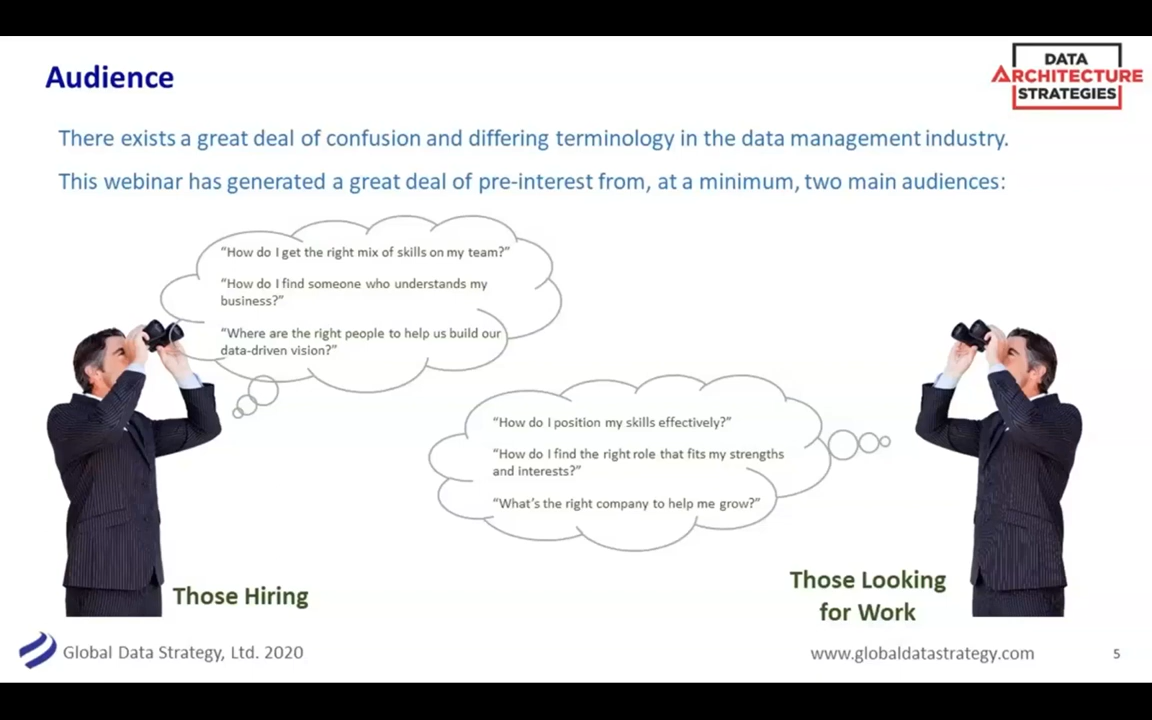 Audience
DATA
ARCHITECTURE
STRATEGIES
There exists a great deal of confusion and differing terminology in the data management industry.
This webinar has generated a great deal of pre-interest from, at a minimum, two main audiences:
“How do I get the right mix of skills on my team?”
“How do I find someone who understands my
business?”
“Where are the right people to help us build our
data-driven vision?”
“How do I position my skills effectively?”
“How do I find the right role that fits my strengths
and interests?”
“What’s the right company to help me grow?”
Those Hiring
Those Looking
for Work
Global Data Strategy, Ltd. 2020
www.globaldatastrategy.com
5